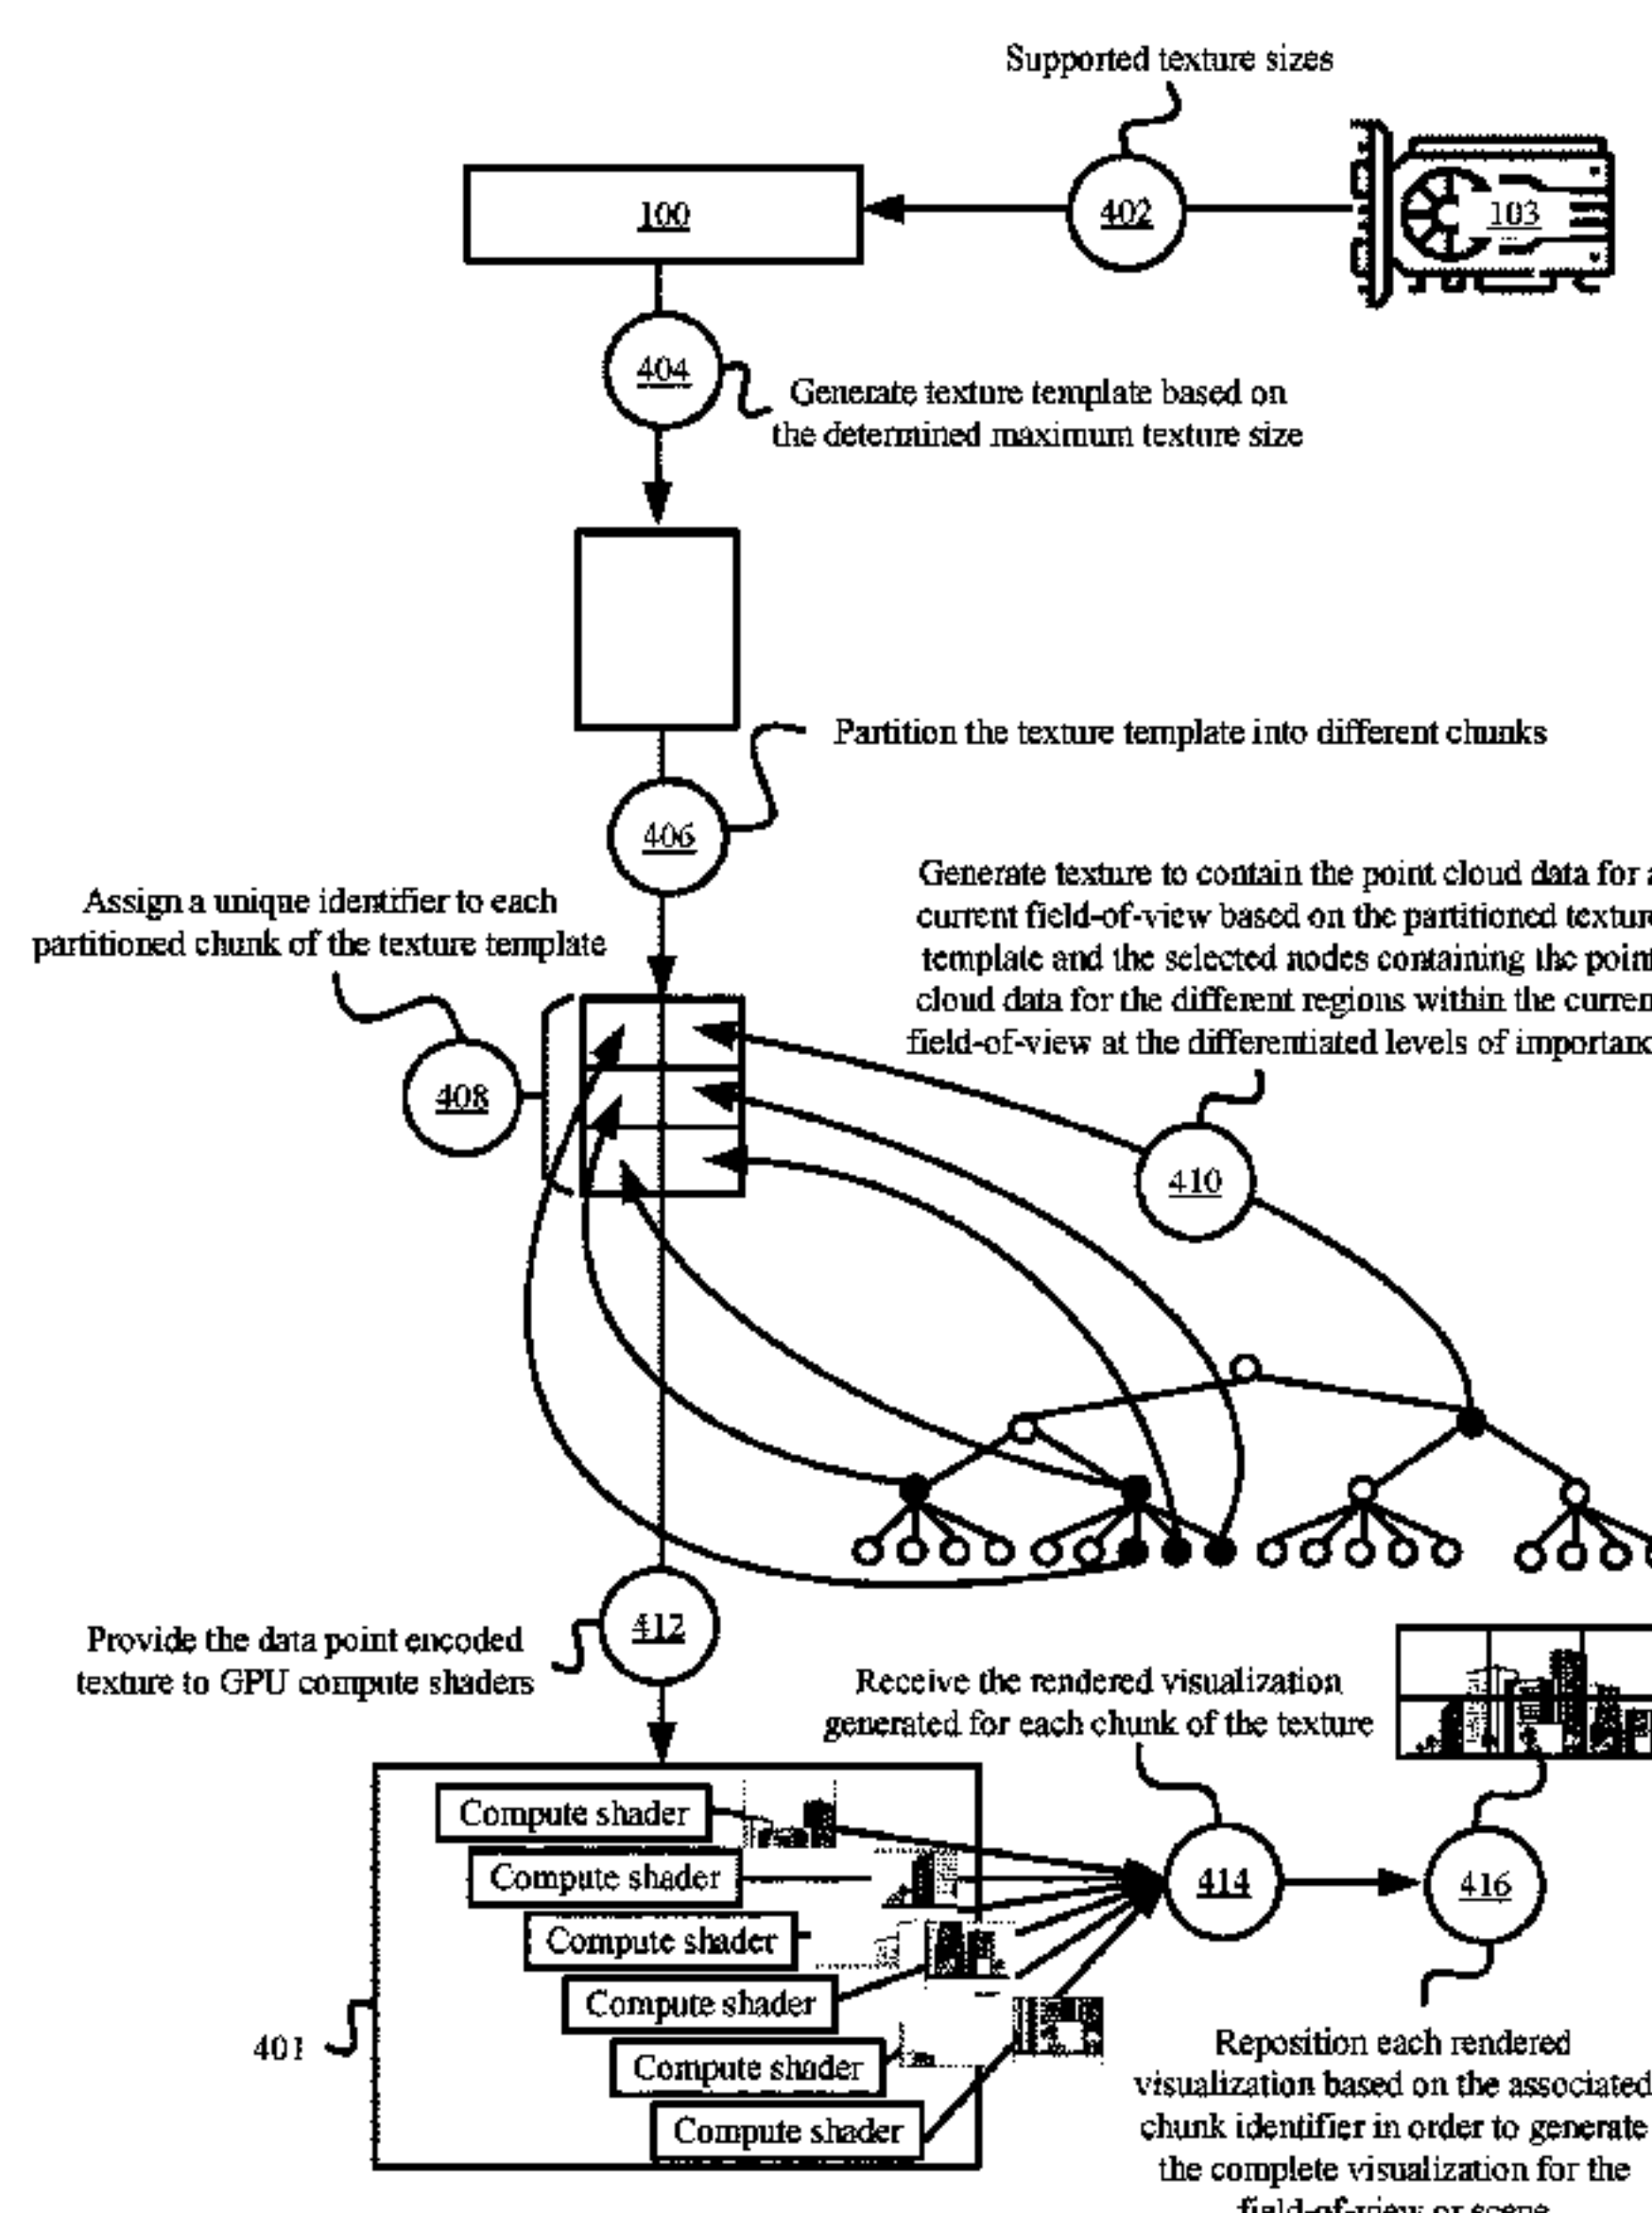 Supported texture sizes
100
402
103
404
Generate texture template based on
the determined maximum texture size
Partition the texture template into different chunks
406
Assign a unique identifier to each
partitioned chunk of the texture template
Generate texture to contain the point cloud data for a
current field-of-view based on the partitioned texture
template and the selected nodes containing the point
cloud data for the different regions within the curren
field-of-view at the differentiated levels of importanc
408
410
412
Provide the data point encoded
texture to GPU compute shaders
Receive the rendered visualization
generated for each chunk of the texture
Compute shader
Compute shader
Compute shader
Compute shader
Compute shader
Compute shader
414
416
401
Reposition each rendered
visualization based on the associated
chunk identifier in order to generate
the complete visualization for the
field-of-view or scene